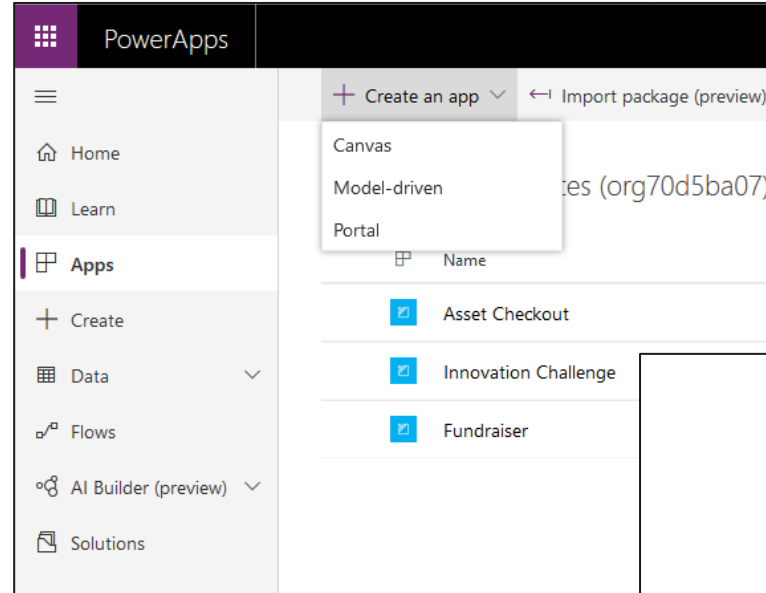 PowerApps
+ Create an app
Import package (preview)
Home
Canvas
Model-driven
tes (org70d5ba07)
Learn
Portal
Apps
Name
Create
Asset Checkout
Data
Innovation Challenge
Flows
Fundraiser
AI Builder (preview)
Solutions